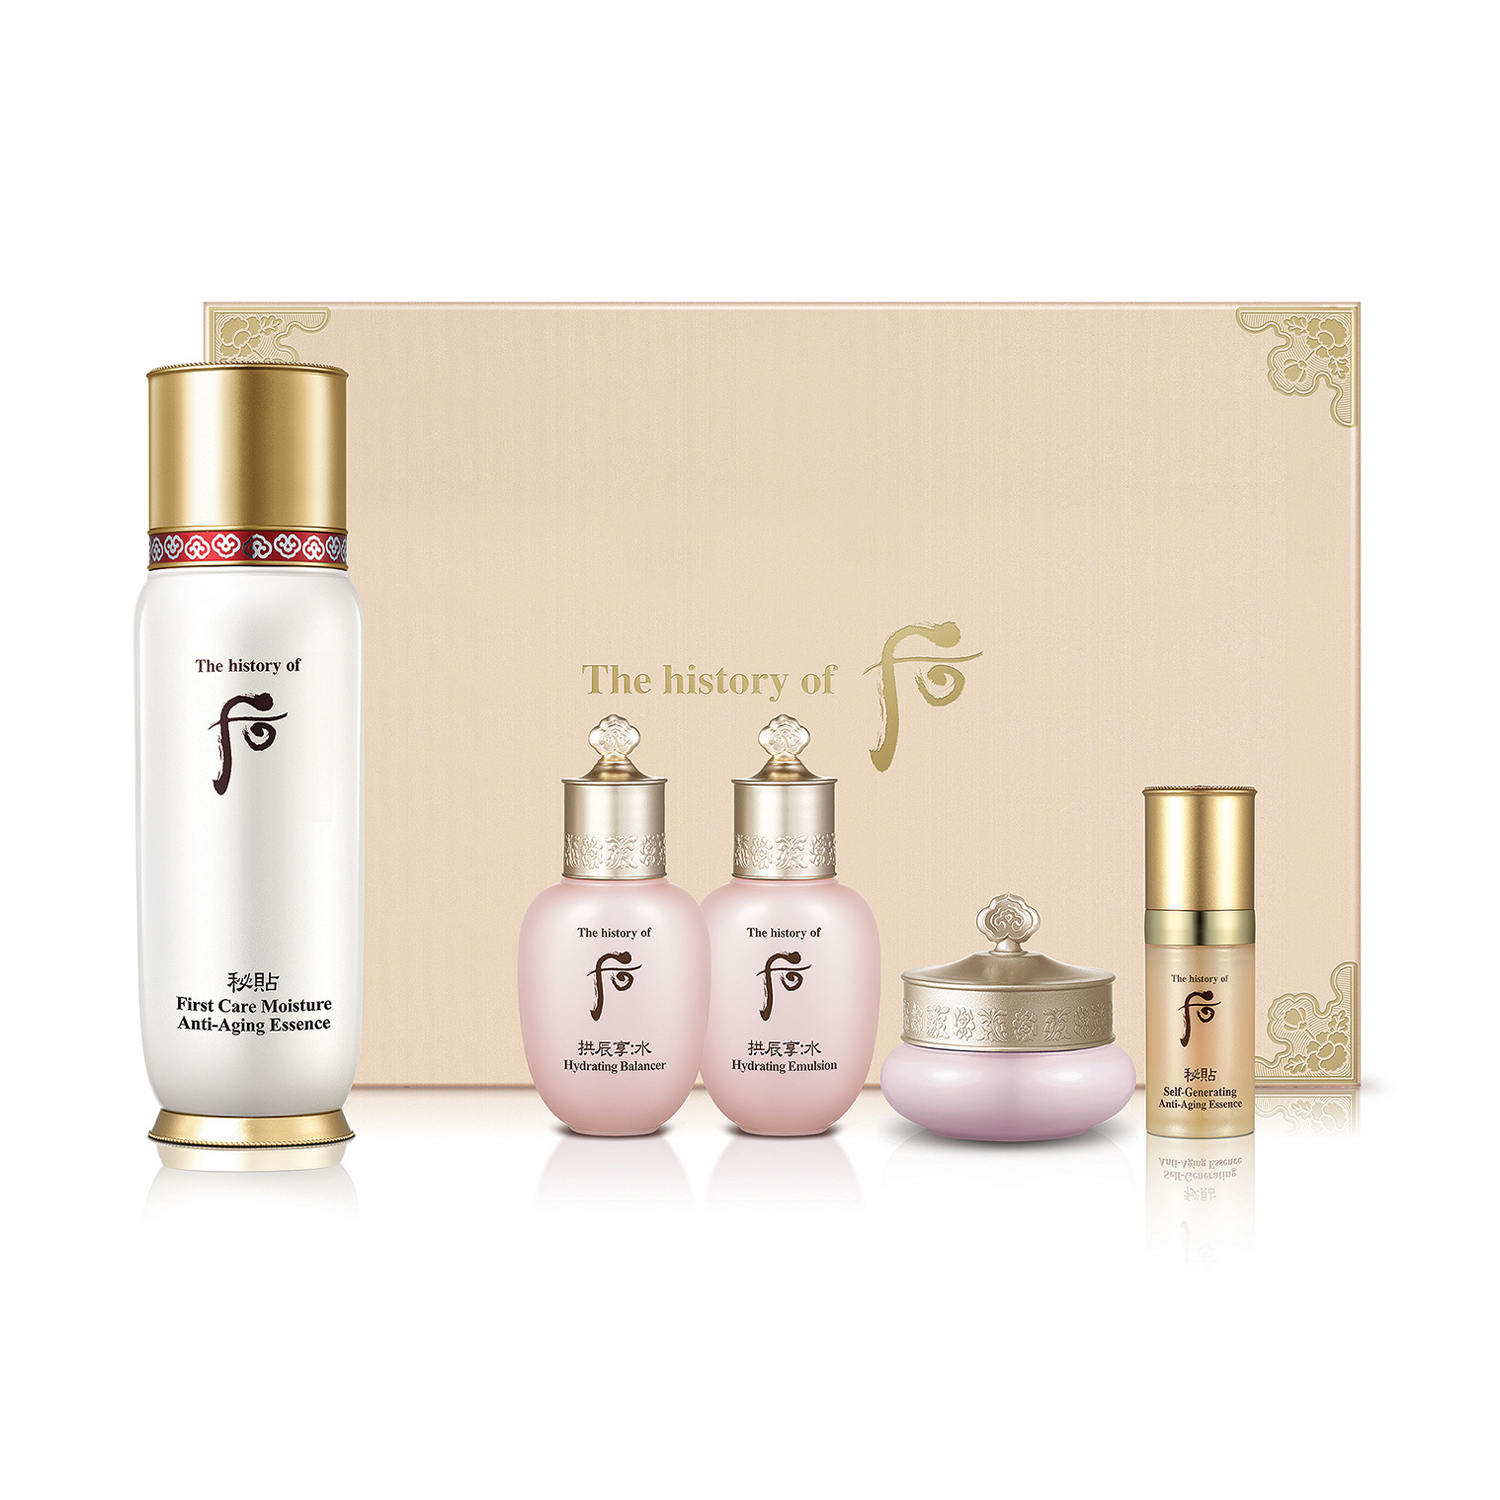 The history of 后
The history of
后
秘貼
First Care Moisture
Anti-Aging Essence
The history of
后
拱辰享:水
Hydrating Balancer
The history of
后
拱辰享:水
Hydrating Emulsion
The history of
后
秘貼
Self-Generating
Anti-Aging Essence